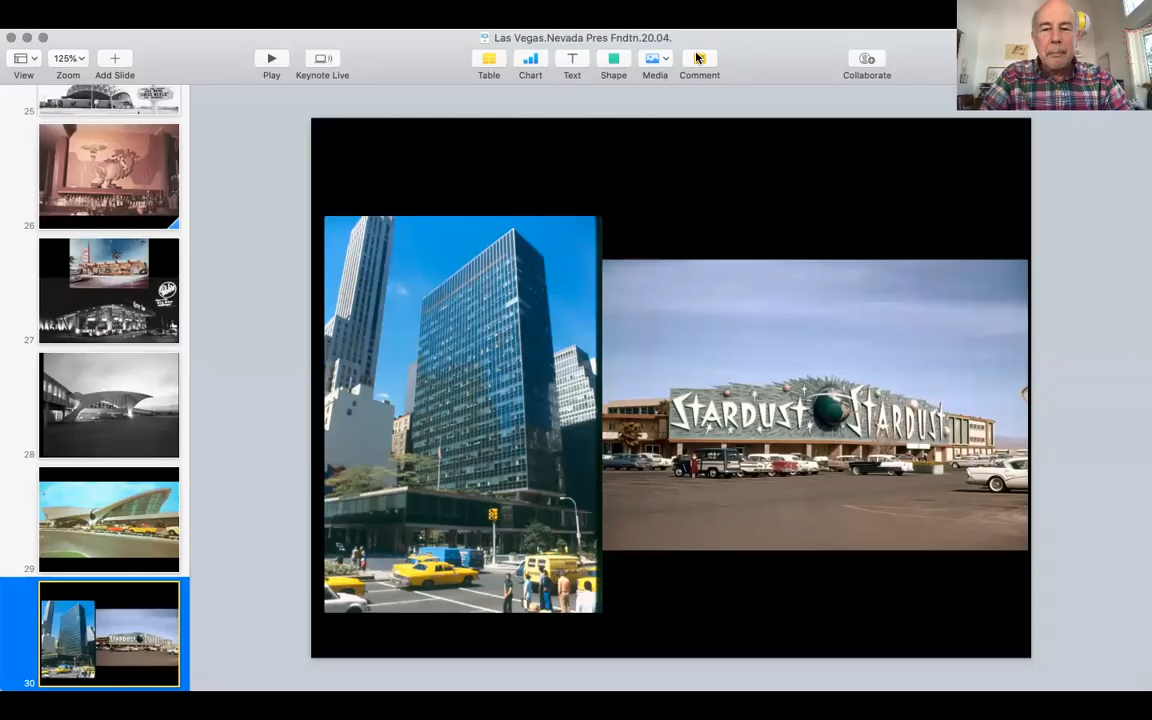 Las Vegas.Nevada Pres Fndtn.20.04.
125%
View
Zoom
Add Slide
Play
Keynote Live
Table
Chart
Text
Shape
Media
Comment
Collaborate
25
26
27
28
29
30
STARDUST STARDUST